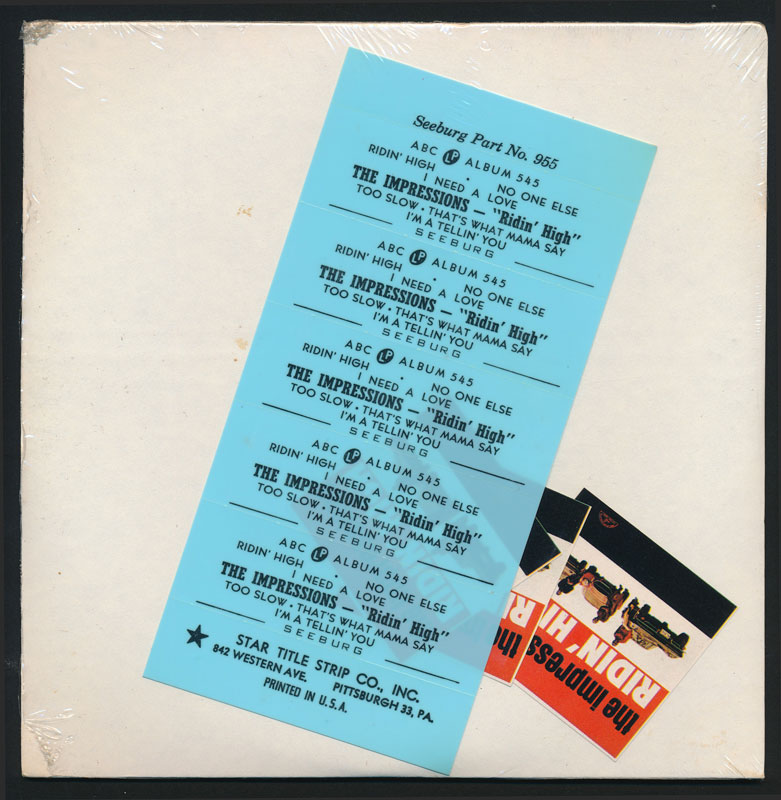 Seeburg Part No. 955
ABC LP ALBUM 545
RIDIN' HIGH • NO ONE ELSE
I NEED A LOVE
THE IMPRESSIONS — "Ridin' High"
TOO SLOW • THAT'S WHAT MAMA SAY
I'M A TELLIN' YOU
SEEBURG
ABC LP ALBUM 545
RIDIN' HIGH • NO ONE ELSE
I NEED A LOVE
THE IMPRESSIONS — "Ridin' High"
TOO SLOW • THAT'S WHAT MAMA SAY
I'M A TELLIN' YOU
SEEBURG
ABC LP ALBUM 545
RIDIN' HIGH • NO ONE ELSE
I NEED A LOVE
THE IMPRESSIONS — "Ridin' High"
TOO SLOW • THAT'S WHAT MAMA SAY
I'M A TELLIN' YOU
SEEBURG
ABC LP ALBUM 545
RIDIN' HIGH • NO ONE ELSE
I NEED A LOVE
THE IMPRESSIONS — "Ridin' High"
TOO SLOW • THAT'S WHAT MAMA SAY
I'M A TELLIN' YOU
SEEBURG
ABC LP ALBUM 545
RIDIN' HIGH • NO ONE ELSE
I NEED A LOVE
THE IMPRESSIONS — "Ridin' High"
TOO SLOW • THAT'S WHAT MAMA SAY
I'M A TELLIN' YOU
SEEBURG
STAR TITLE STRIP CO., INC.
842 WESTERN AVE. PITTSBURGH 33, PA.
PRINTED IN U.S.A.
the impress
RIDIN' HI
the
RI